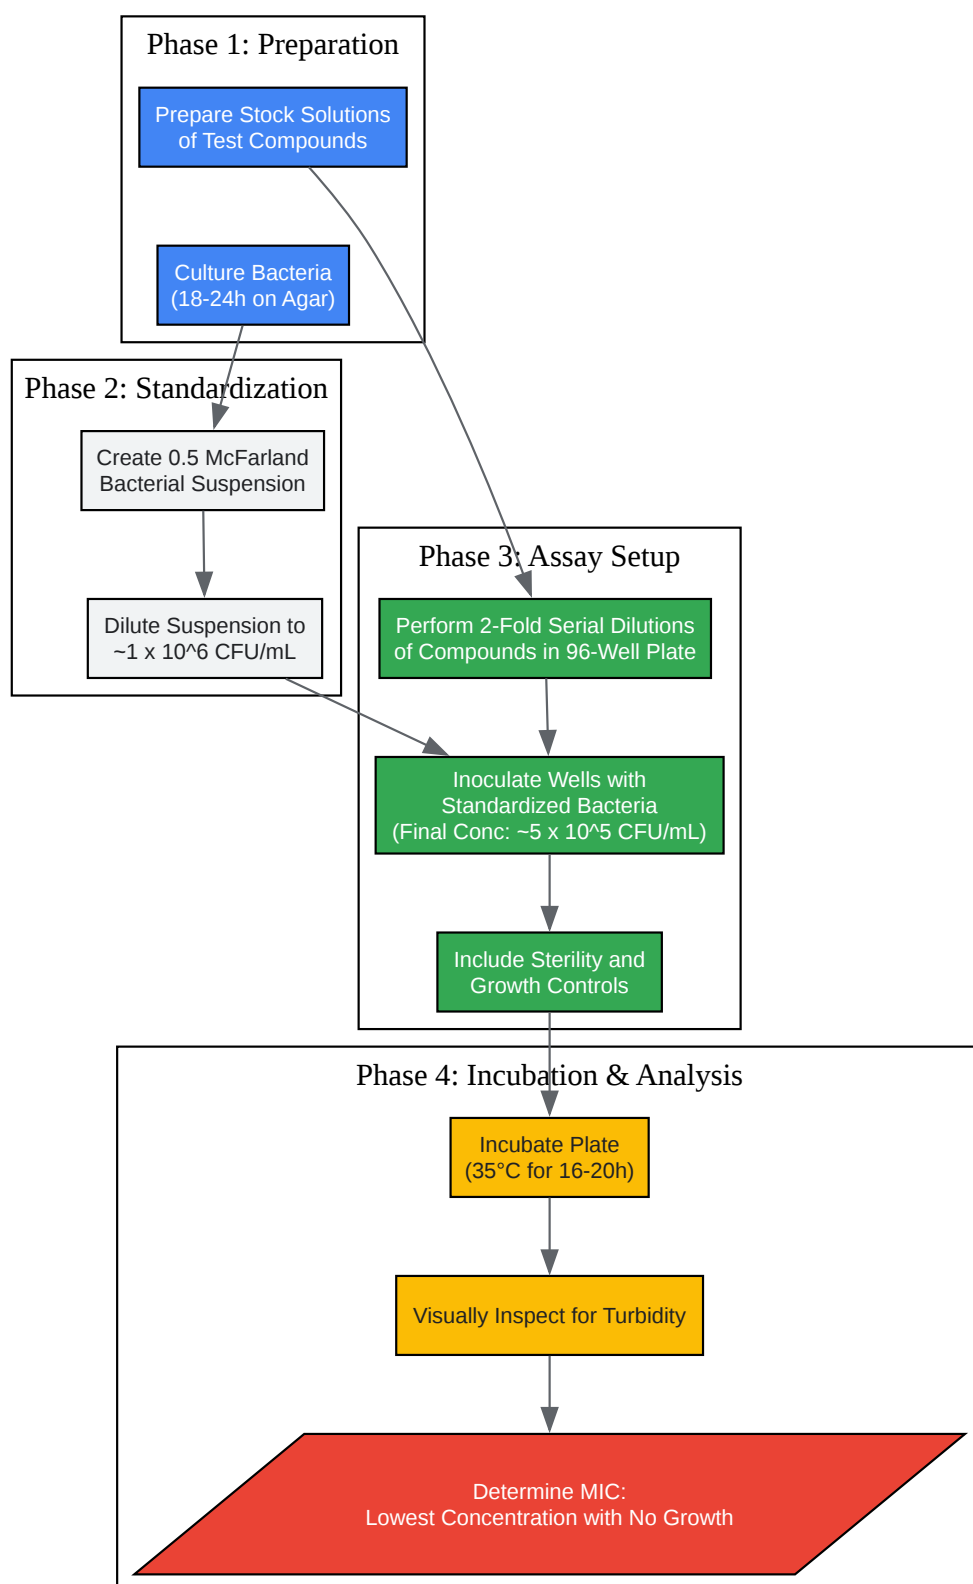 Phase 1: Preparation
Prepare Stock Solutions
of Test Compounds
Culture Bacteria
(18-24h on Agar)
Phase 2: Standardization
Create 0.5 McFarland
Bacterial Suspension
Dilute Suspension to
~1 x 10^6 CFU/mL
Phase 3: Assay Setup
Perform 2-Fold Serial Dilutions
of Compounds in 96-Well Plate
Inoculate Wells with
Standardized Bacteria
(Final Conc: ~5 x 10^5 CFU/mL)
Include Sterility and
Growth Controls
Phase 4: Incubation & Analysis
Incubate Plate
(35°C for 16-20h)
Visually Inspect for Turbidity
Determine MIC:
Lowest Concentration with No Growth